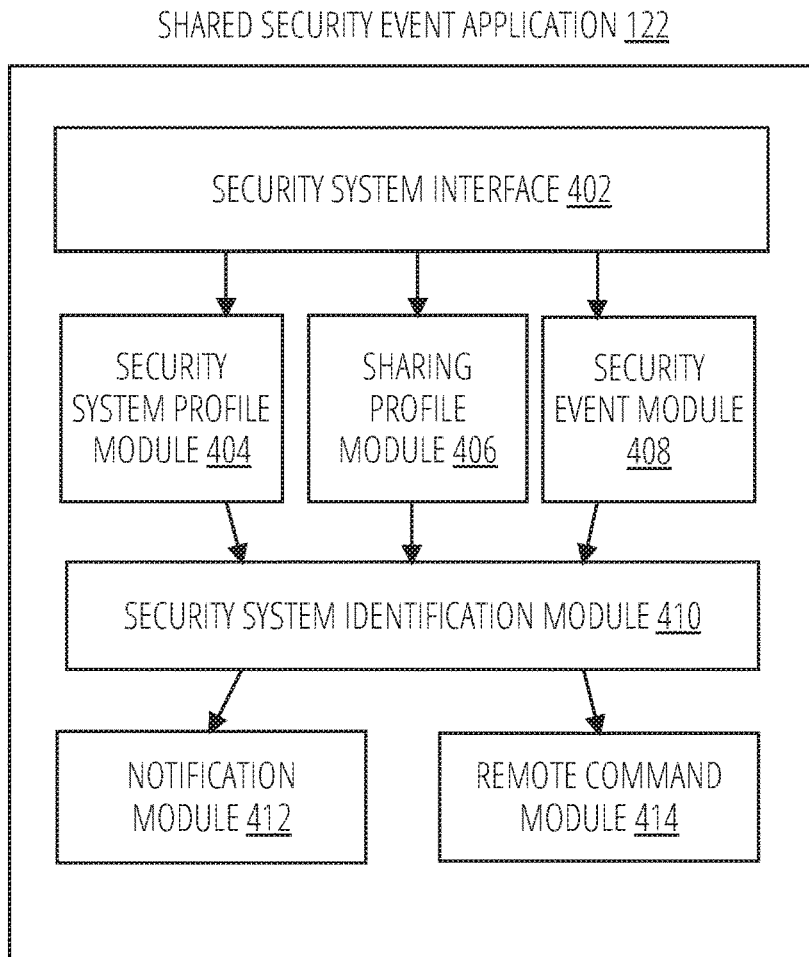 SHARED SECURITY EVENT APPLICATION 122
SECURITY SYSTEM INTERFACE 402
SECURITY
SYSTEM PROFILE
MODULE 404
SHARING
PROFILE
MODULE 406
SECURITY
EVENT MODULE
408
SECURITY SYSTEM IDENTIFICATION MODULE 410
NOTIFICATION
MODULE 412
REMOTE COMMAND
MODULE 414